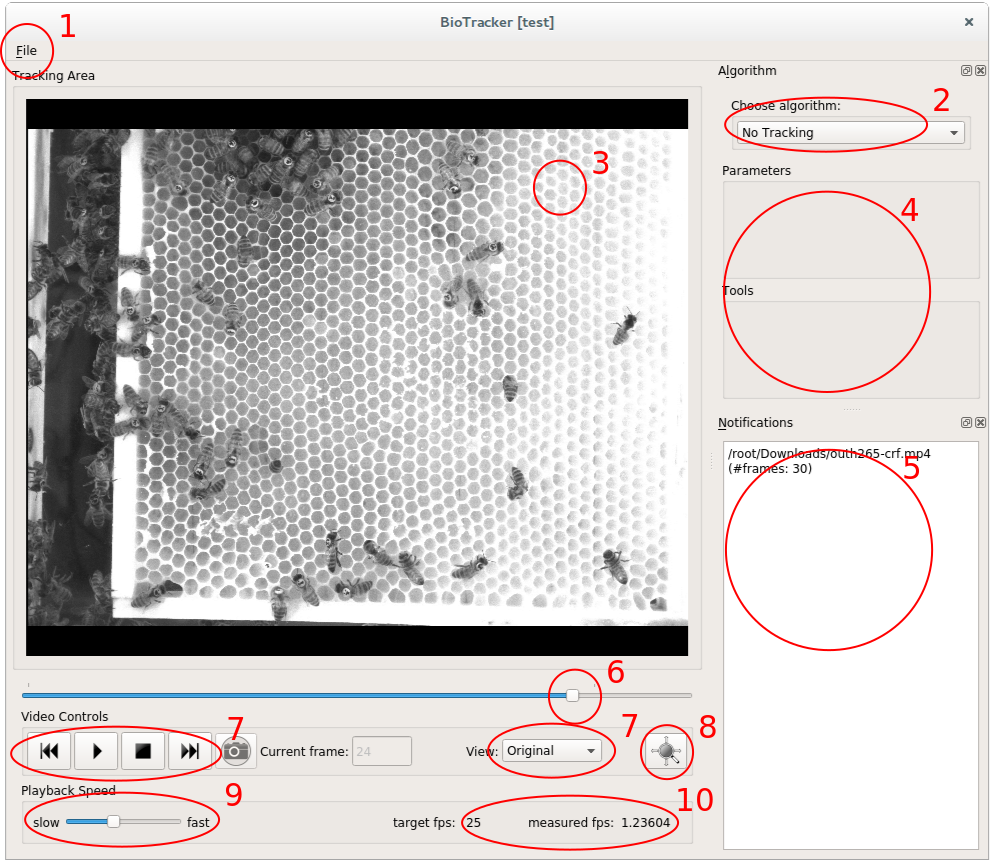 BioTracker [test]
1
File
Tracking Area
Algorithm
Choose algorithm:
2
No Tracking
3
Parameters
4
Tools
Notifications
/root/Downloads/outh265-crf.mp4
(#frames: 30)
5
6
Video Controls
7
Current frame: 24
View: Original
7
8
Playback Speed
9
slow
fast
target fps: 25
measured fps: 1.23604
10